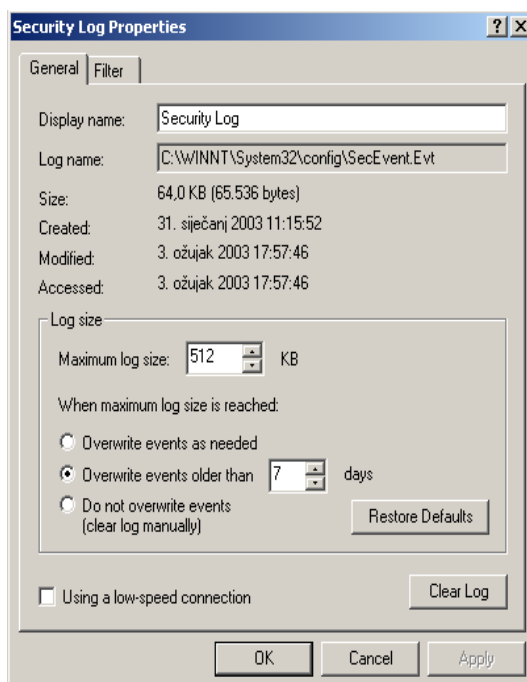 Security Log Properties
General
Filter
Display name:
Security Log
Log name:
C:\WINNT\System32\config\SecEvent.Evt
Size:
64,0 KB (65.536 bytes)
Created:
31. siječanj 2003 11:15:52
Modified:
3. ožujak 2003 17:57:46
Accessed:
3. ožujak 2003 17:57:46
Log size
Maximum log size:
512
KB
When maximum log size is reached:
Overwrite events as needed
Overwrite events older than
7
days
Do not overwrite events
(clear log manually)
Restore Defaults
Using a low-speed connection
Clear Log
OK
Cancel
Apply